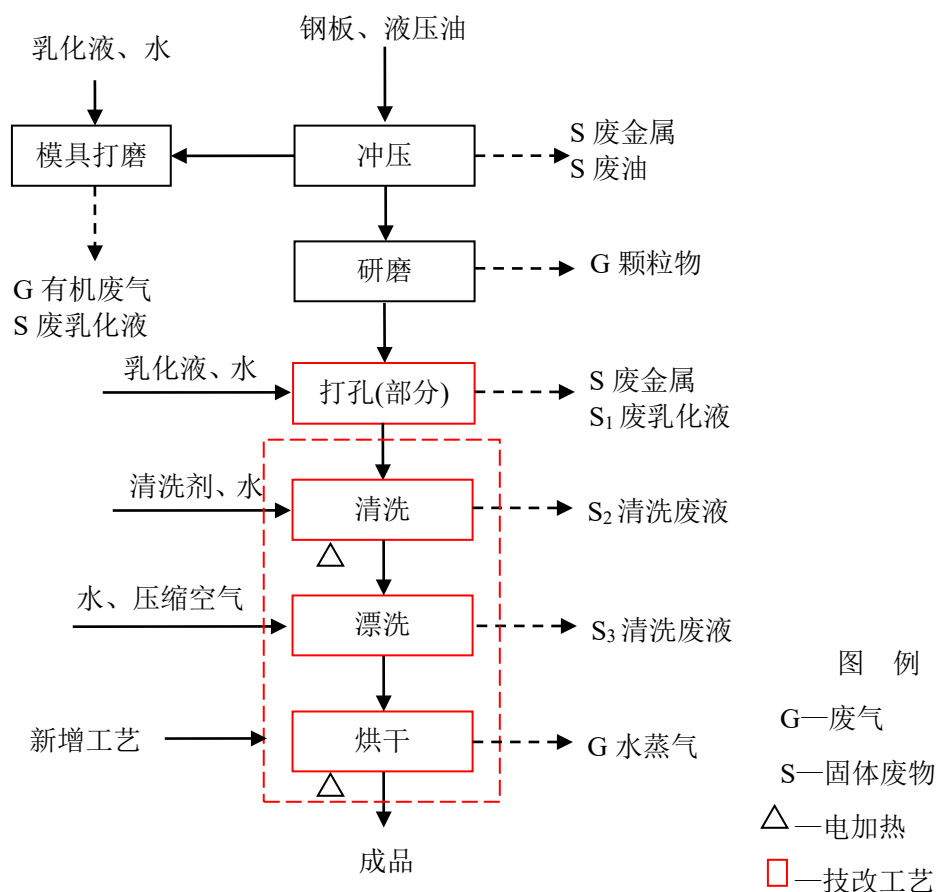 钢板、液压油
乳化液、水
模具打磨
冲压
S 废金属
S 废油
研磨
G 颗粒物
G 有机废气
S 废乳化液
乳化液、水
打孔(部分)
S 废金属
S₁ 废乳化液
清洗剂、水
清洗
S₂ 清洗废液
水、压缩空气
漂洗
S₃ 清洗废液
新增工艺
烘干
G 水蒸气
成品
图 例
G—废气
S—固体废物
—电加热
—技改工艺